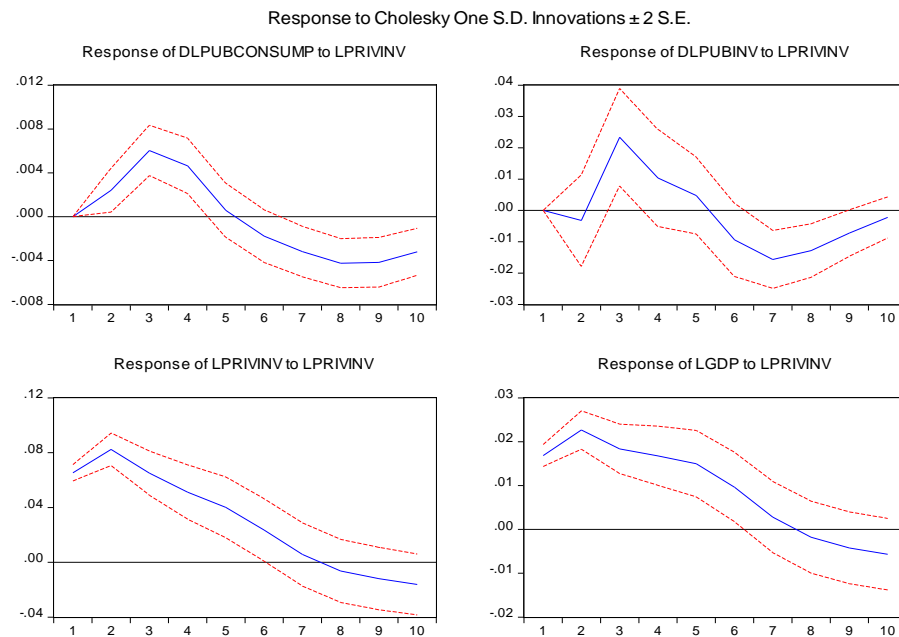 Response to Cholesky One S.D. Innovations ± 2 S.E.
Response of DLPUBCONSUMP to LPRIVINV
.012
.008
.004
.000
-.004
-.008
1 2 3 4 5 6 7 8 9 10
Response of DLPUBINV to LPRIVINV
.04
.03
.02
.01
.00
-.01
-.02
-.03
1 2 3 4 5 6 7 8 9 10
Response of LPRIVINV to LPRIVINV
.12
.08
.04
.00
-.04
1 2 3 4 5 6 7 8 9 10
Response of LGDP to LPRIVINV
.03
.02
.01
.00
-.01
-.02
1 2 3 4 5 6 7 8 9 10